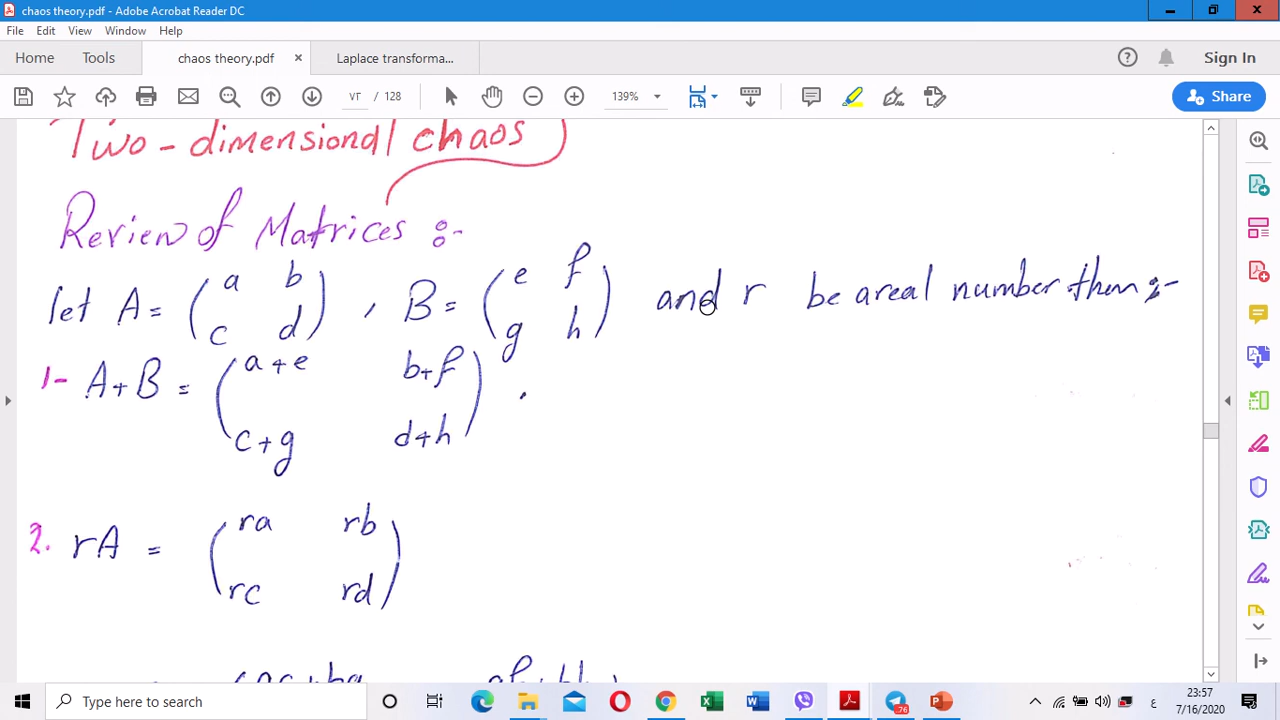 chaos theory.pdf - Adobe Acrobat Reader DC
File Edit View Window Help
Home Tools chaos theory.pdf × Laplace transforma... Sign In
٧٣ / 128 139% Share
Two-dimensional chaos
Review of Matrices :-
let A = ( a b , B = ( e f and r be a real number then :-
c d ) g h )
1- A+B = ( a+e b+f ) .
c+g d+h
2. rA = ( ra rb )
rc rd
Type here to search
76
ع 23:57
7/16/2020